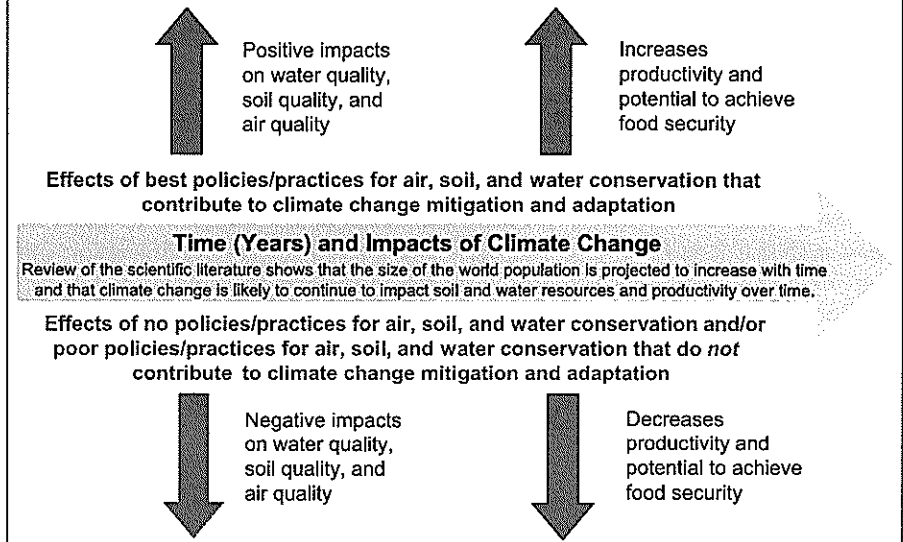 Positive impacts
on water quality,
soil quality, and
air quality
Increases
productivity and
potential to achieve
food security
Effects of best policies/practices for air, soil, and water conservation that
contribute to climate change mitigation and adaptation
Time (Years) and Impacts of Climate Change
Review of the scientific literature shows that the size of the world population is projected to increase with time
and that climate change is likely to continue to impact soil and water resources and productivity over time.
Effects of no policies/practices for air, soil, and water conservation and/or
poor policies/practices for air, soil, and water conservation that do not
contribute to climate change mitigation and adaptation
Negative impacts
on water quality,
soil quality, and
air quality
Decreases
productivity and
potential to achieve
food security